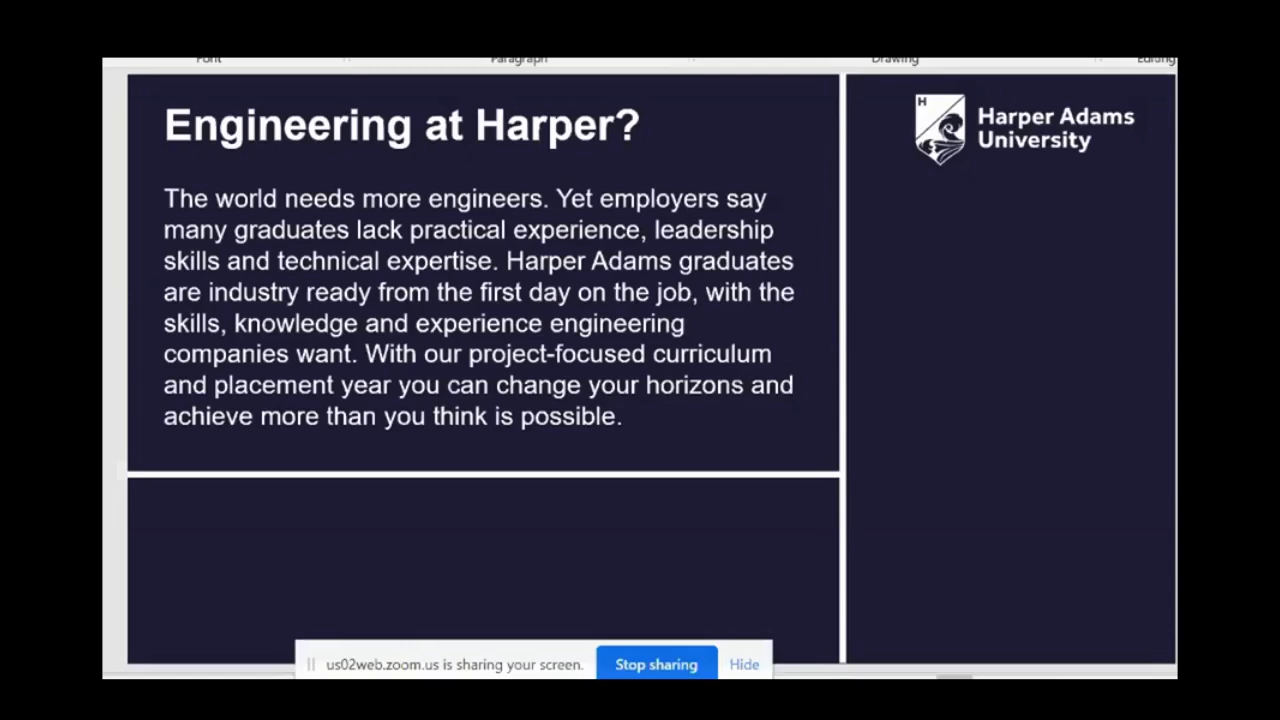 Font Paragraph Drawing Editing
Engineering at Harper?
H
Harper Adams
University
The world needs more engineers. Yet employers say
many graduates lack practical experience, leadership
skills and technical expertise. Harper Adams graduates
are industry ready from the first day on the job, with the
skills, knowledge and experience engineering
companies want. With our project-focused curriculum
and placement year you can change your horizons and
achieve more than you think is possible.
us02web.zoom.us is sharing your screen. Stop sharing Hide